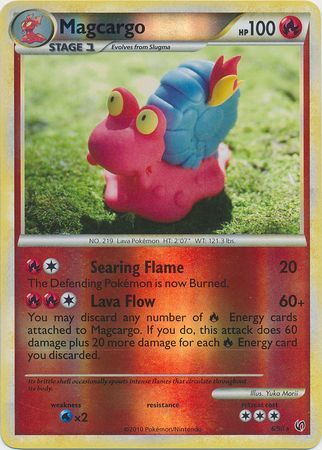 Magcargo
HP 100
STAGE 1
Evolves from Slugma
NO. 219 Lava Pokémon HT: 2'07" WT: 121.3 lbs.
Searing Flame 20
The Defending Pokémon is now Burned.
Lava Flow 60+
You may discard any number of Energy cards
attached to Magcargo. If you do, this attack does 60
damage plus 20 more damage for each Energy card
you discarded.
Its brittle shell occasionally spouts intense flames that circulate throughout
its body.
Illus. Yuka Morii
weakness resistance retreat cost
×2
6/90 ★
©2010 Pokémon/Nintendo